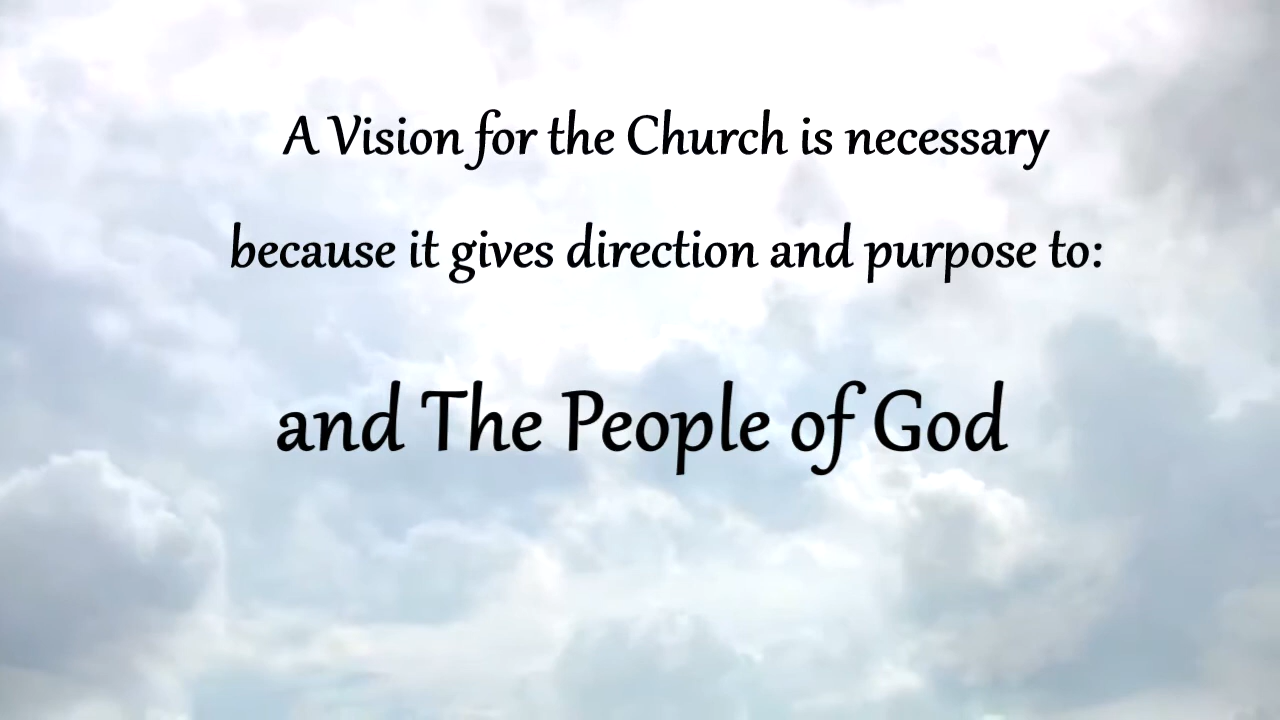 A Vision for the Church is necessary
because it gives direction and purpose to:
and The People of God